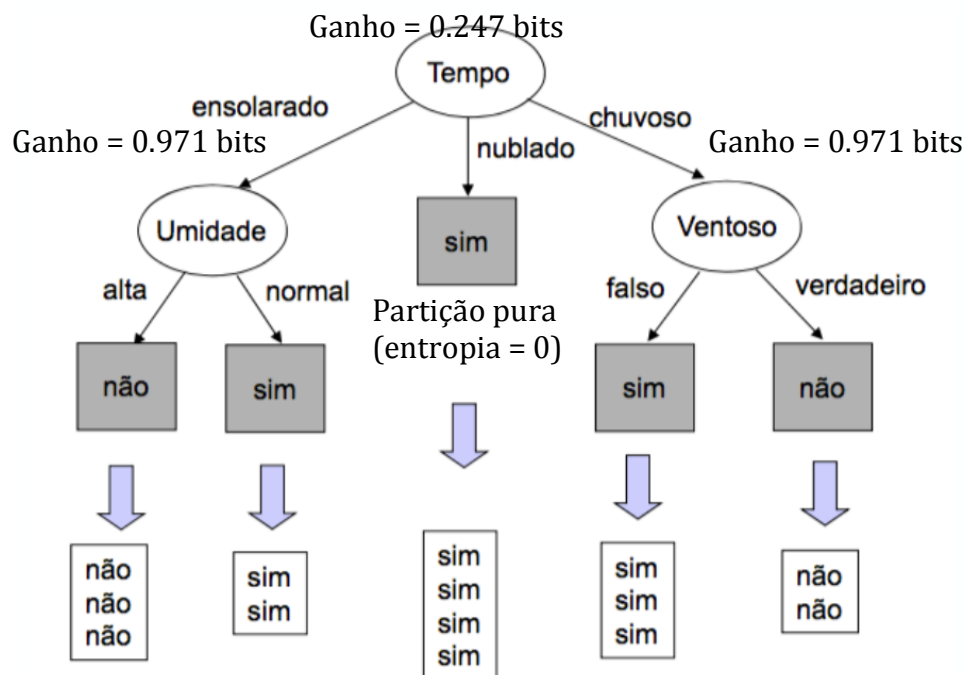 Ganho = 0.247 bits
Tempo
ensolarado
chuvoso
Ganho = 0.971 bits
nublado
Ganho = 0.971 bits
Umidade
sim
Ventoso
alta
normal
falso
verdadeiro
Partição pura
(entropia = 0)
não
sim
sim
não
não
não
não
sim
sim
sim
sim
sim
sim
sim
sim
sim
não
não